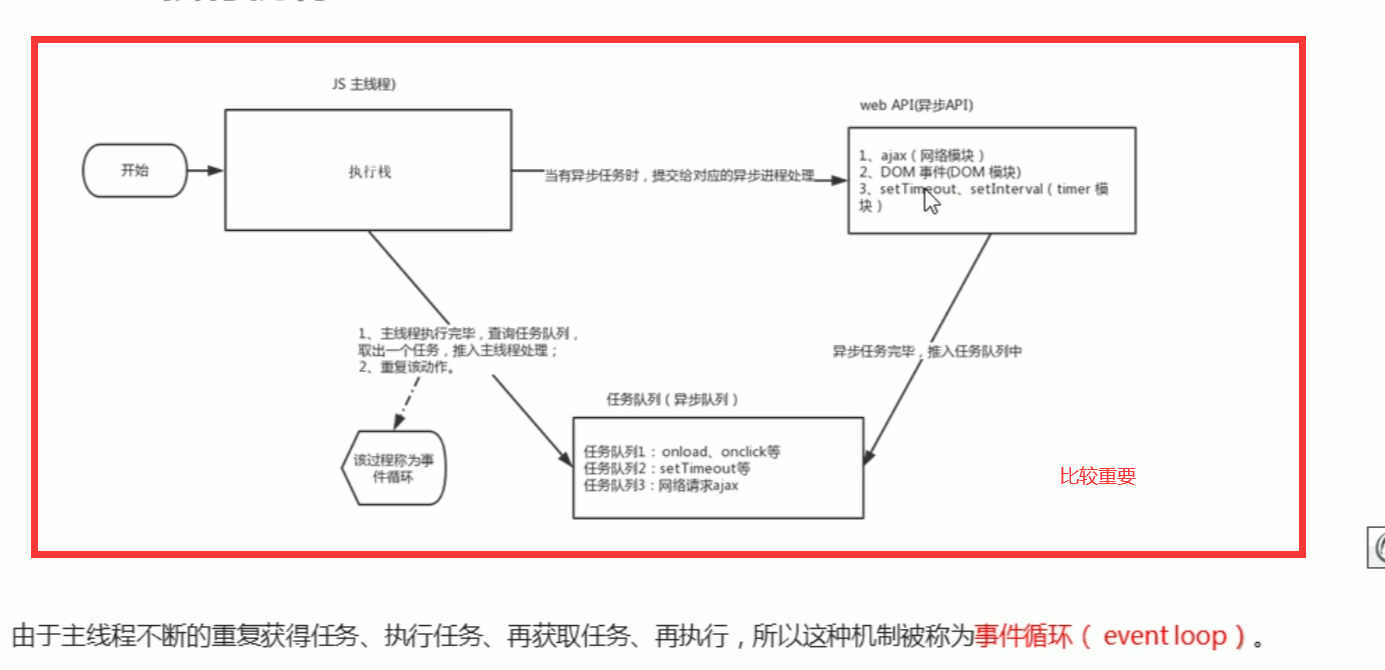 JS 主线程)
web API(异步API)
开始
执行栈
当有异步任务时，提交给对应的异步进程处理
1、ajax（网络模块）
2、DOM 事件(DOM 模块)
3、setTimeout、setInterval（timer 模
块）
1、主线程执行完毕，查询任务队列，
取出一个任务，推入主线程处理；
2、重复该动作。
异步任务完毕，推入任务队列中
任务队列（异步队列）
任务队列1：onload、onclick等
任务队列2：setTimeout等
任务队列3：网络请求ajax
该过程称为事
件循环
比较重要
由于主线程不断的重复获得任务、执行任务、再获取任务、再执行，所以这种机制被称为事件循环（ event loop）。